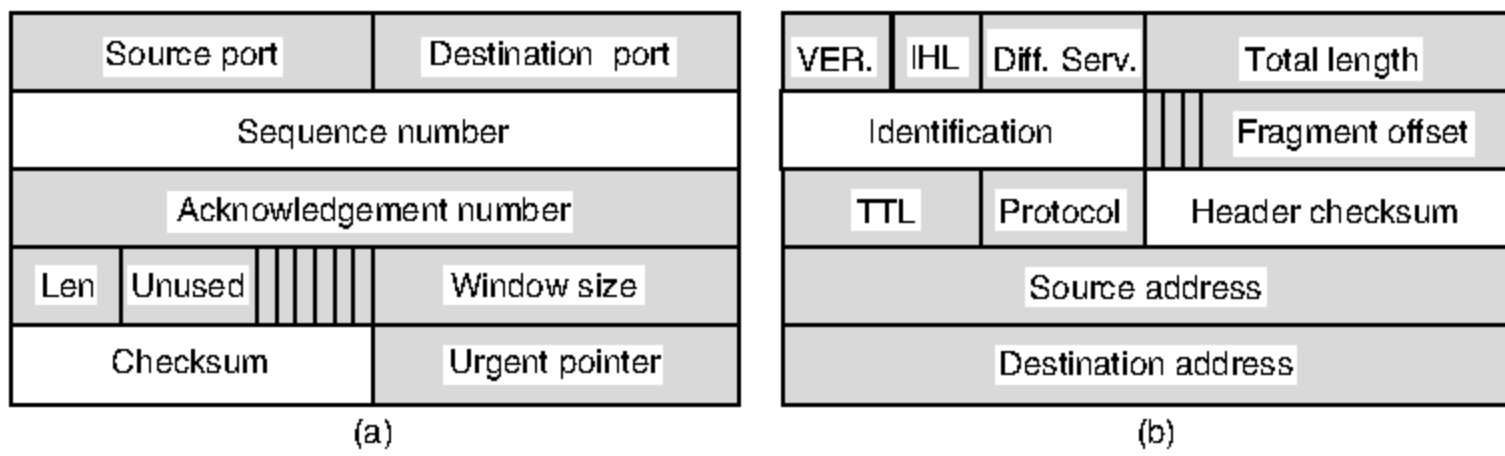 Source port Destination port
Sequence number
Acknowledgement number
Len Unused Window size
Checksum Urgent pointer
(a)
VER. IHL Diff. Serv. Total length
Identification Fragment offset
TTL Protocol Header checksum
Source address
Destination address
(b)